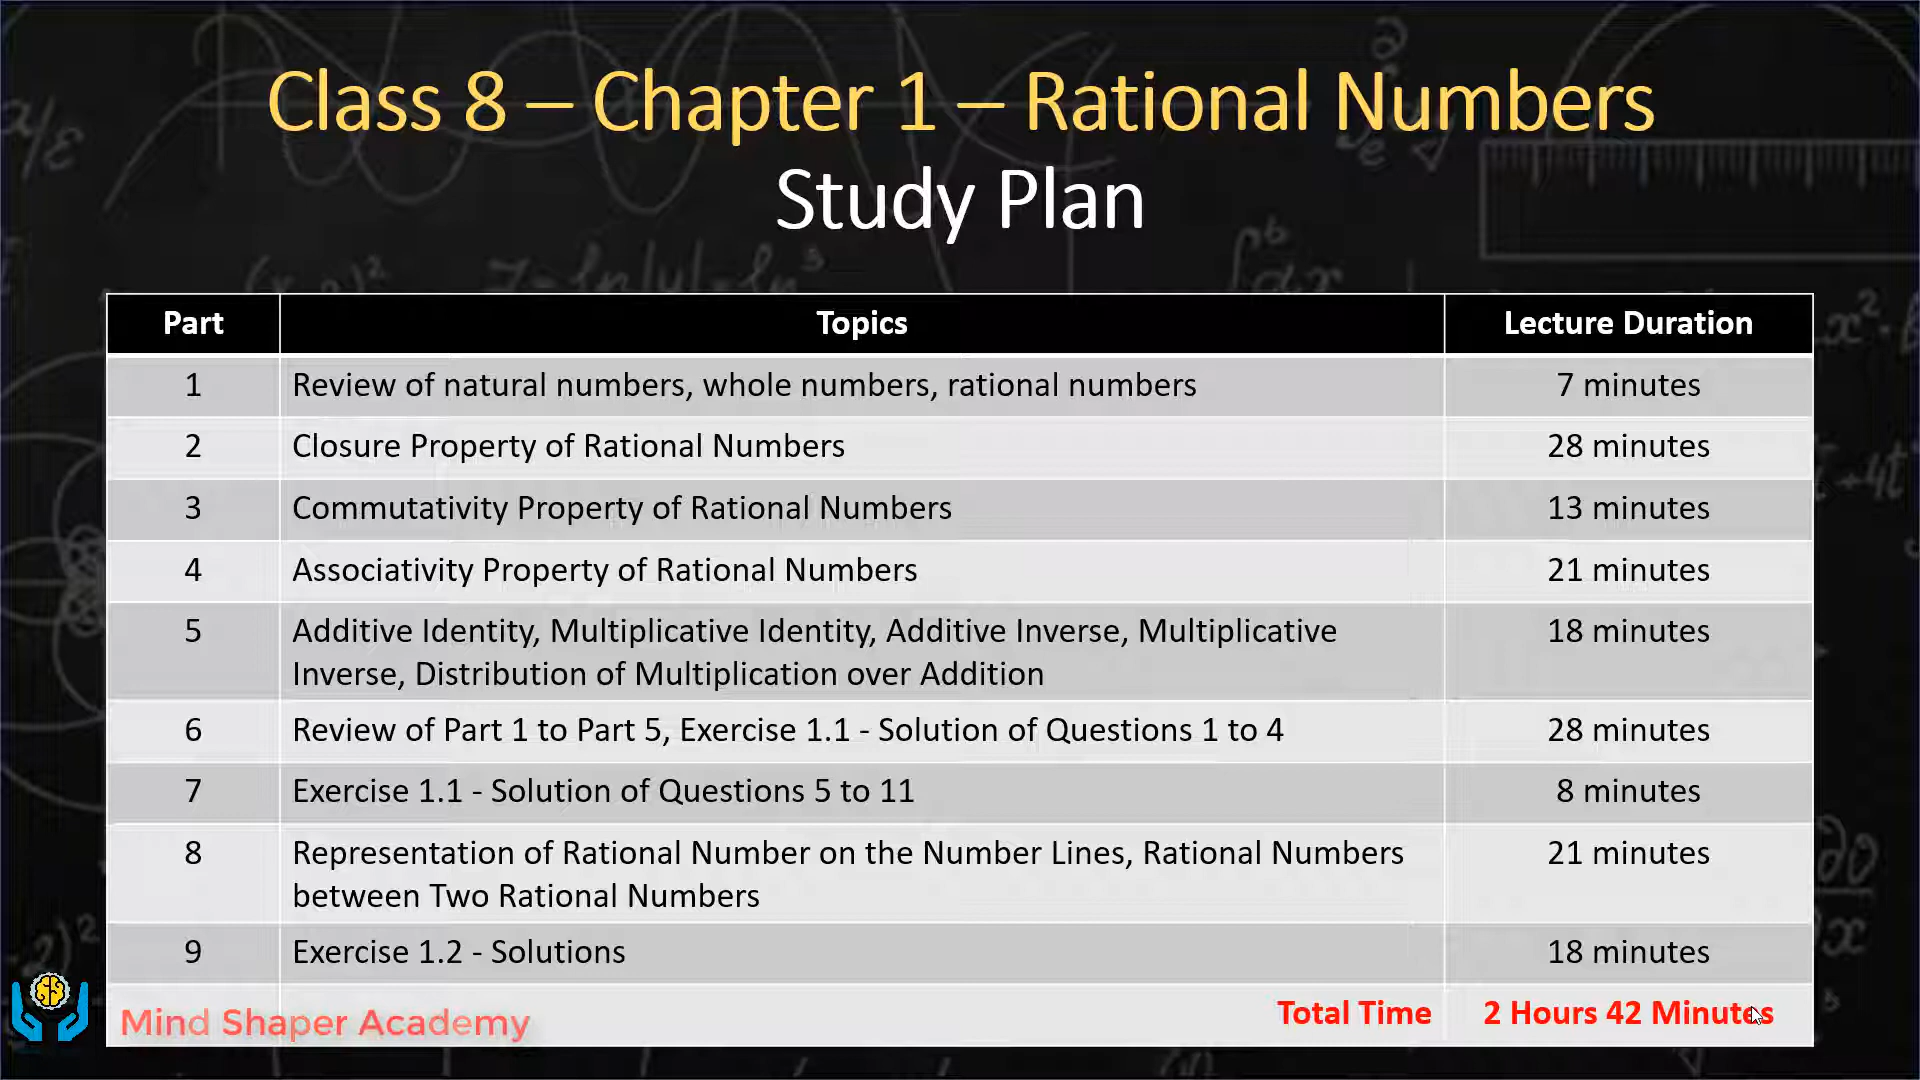 Class 8 – Chapter 1 – Rational Numbers
Study Plan
Part Topics Lecture Duration
1 Review of natural numbers, whole numbers, rational numbers 7 minutes
2 Closure Property of Rational Numbers 28 minutes
3 Commutativity Property of Rational Numbers 13 minutes
4 Associativity Property of Rational Numbers 21 minutes
5 Additive Identity, Multiplicative Identity, Additive Inverse, Multiplicative 18 minutes
Inverse, Distribution of Multiplication over Addition
6 Review of Part 1 to Part 5, Exercise 1.1 - Solution of Questions 1 to 4 28 minutes
7 Exercise 1.1 - Solution of Questions 5 to 11 8 minutes
8 Representation of Rational Number on the Number Lines, Rational Numbers 21 minutes
between Two Rational Numbers
9 Exercise 1.2 - Solutions 18 minutes
Total Time 2 Hours 42 Minutes
Mind Shaper Academy